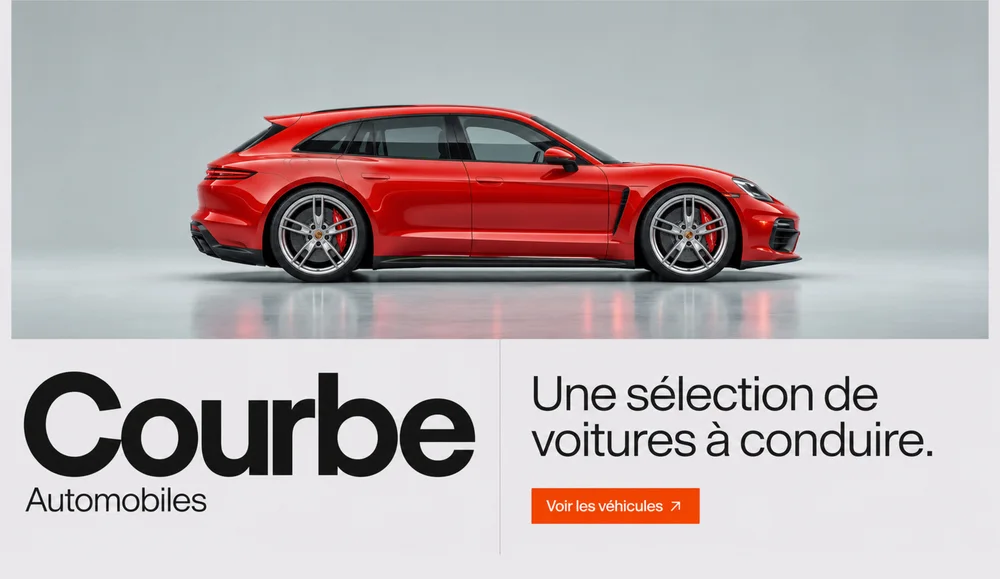 Courbe
Automobiles
Une sélection de
voitures à conduire.
Voir les véhicules ↗